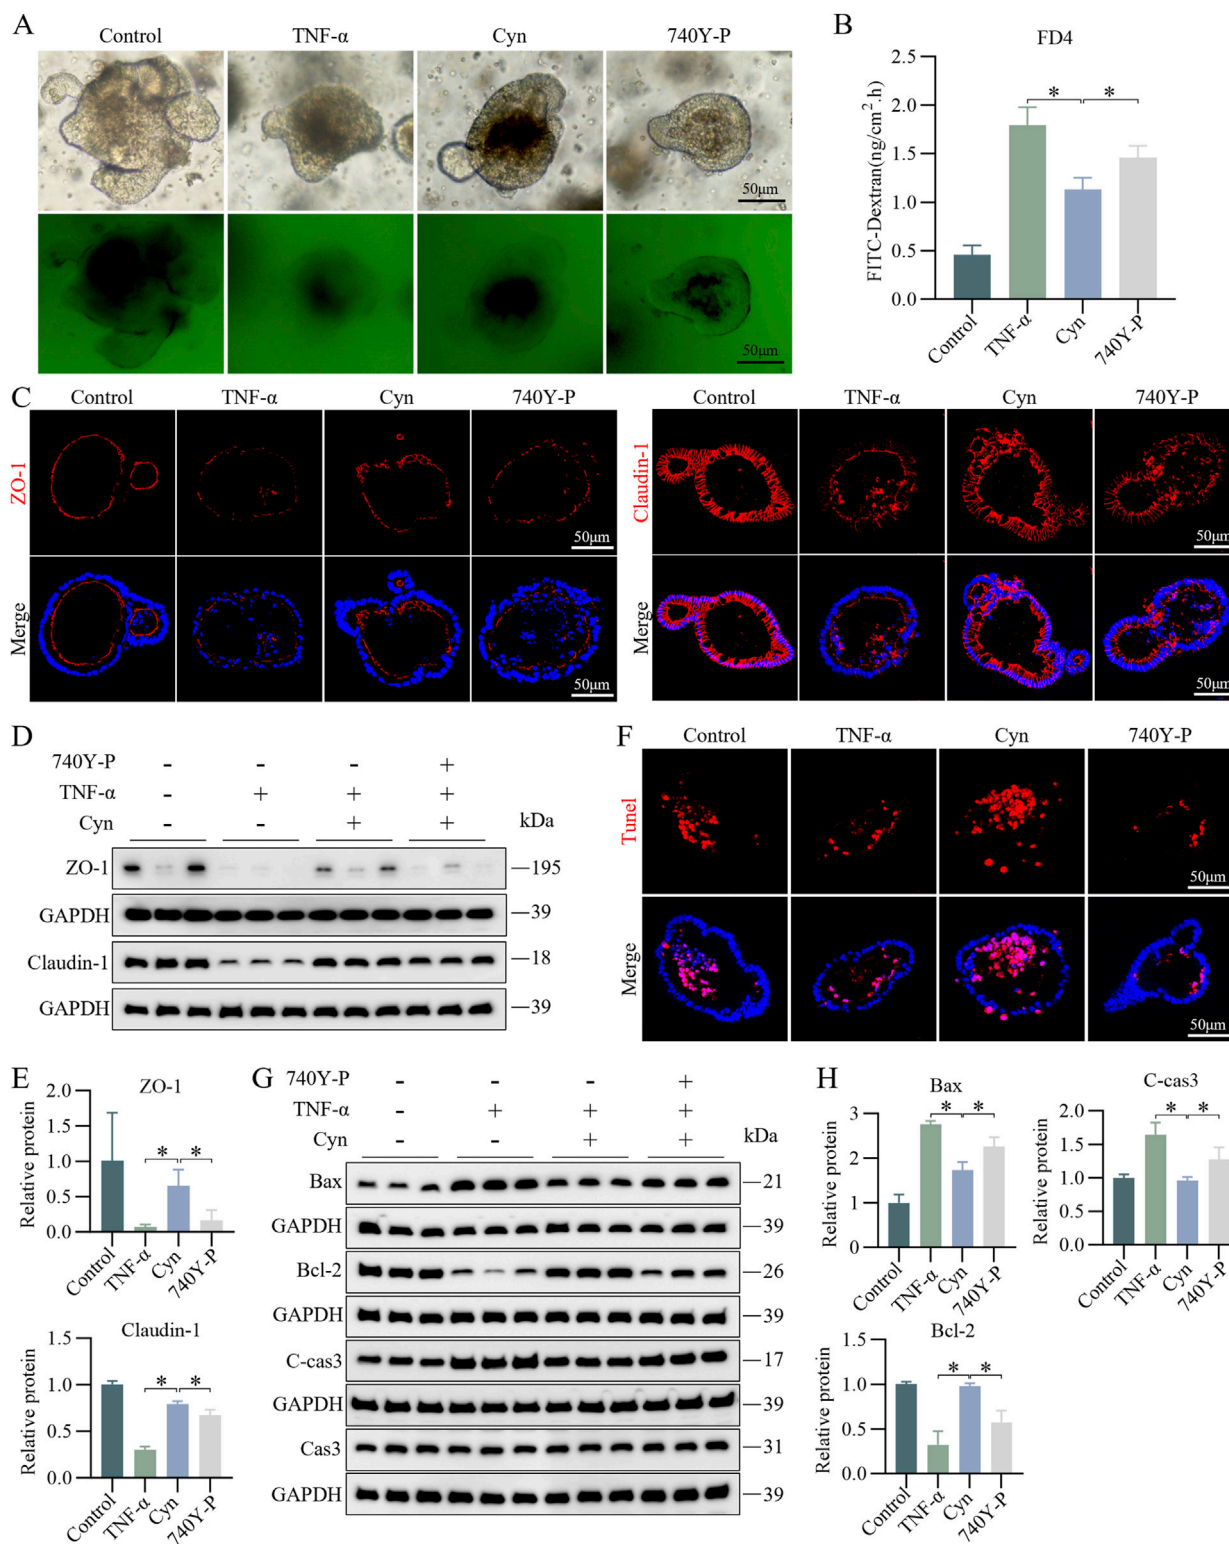 A
Control
TNF-α
Cyn
740Y-P
50μm
50μm
B
FD4
FITC-Dextran(ng/cm².h)
2.5
2.0
1.5
1.0
0.5
0.0
*
*
Control
TNF-α
Cyn
740Y-P
C
Control
TNF-α
Cyn
740Y-P
ZO-1
50μm
Merge
50μm
Control
TNF-α
Cyn
740Y-P
Claudin-1
50μm
Merge
50μm
D
740Y-P - - - +
TNF-α - + + +
Cyn - - + + kDa
ZO-1 195
GAPDH 39
Claudin-1 18
GAPDH 39
F
Control
TNF-α
Cyn
740Y-P
Tunel
50μm
Merge
50μm
E
ZO-1
Relative protein
2.0
1.5
1.0
0.5
0.0
*
*
Control
TNF-α
Cyn
740Y-P
Claudin-1
Relative protein
1.5
1.0
0.5
0.0
*
*
Control
TNF-α
Cyn
740Y-P
G
740Y-P - - - +
TNF-α - + + +
Cyn - - + + kDa
Bax 21
GAPDH 39
Bcl-2 26
GAPDH 39
C-cas3 17
GAPDH 39
Cas3 31
GAPDH 39
H
Bax
Relative protein
3
2
1
0
*
*
Control
TNF-α
Cyn
740Y-P
C-cas3
Relative protein
2.0
1.5
1.0
0.5
0.0
*
*
Control
TNF-α
Cyn
740Y-P
Bcl-2
Relative protein
1.5
1.0
0.5
0.0
*
*
Control
TNF-α
Cyn
740Y-P